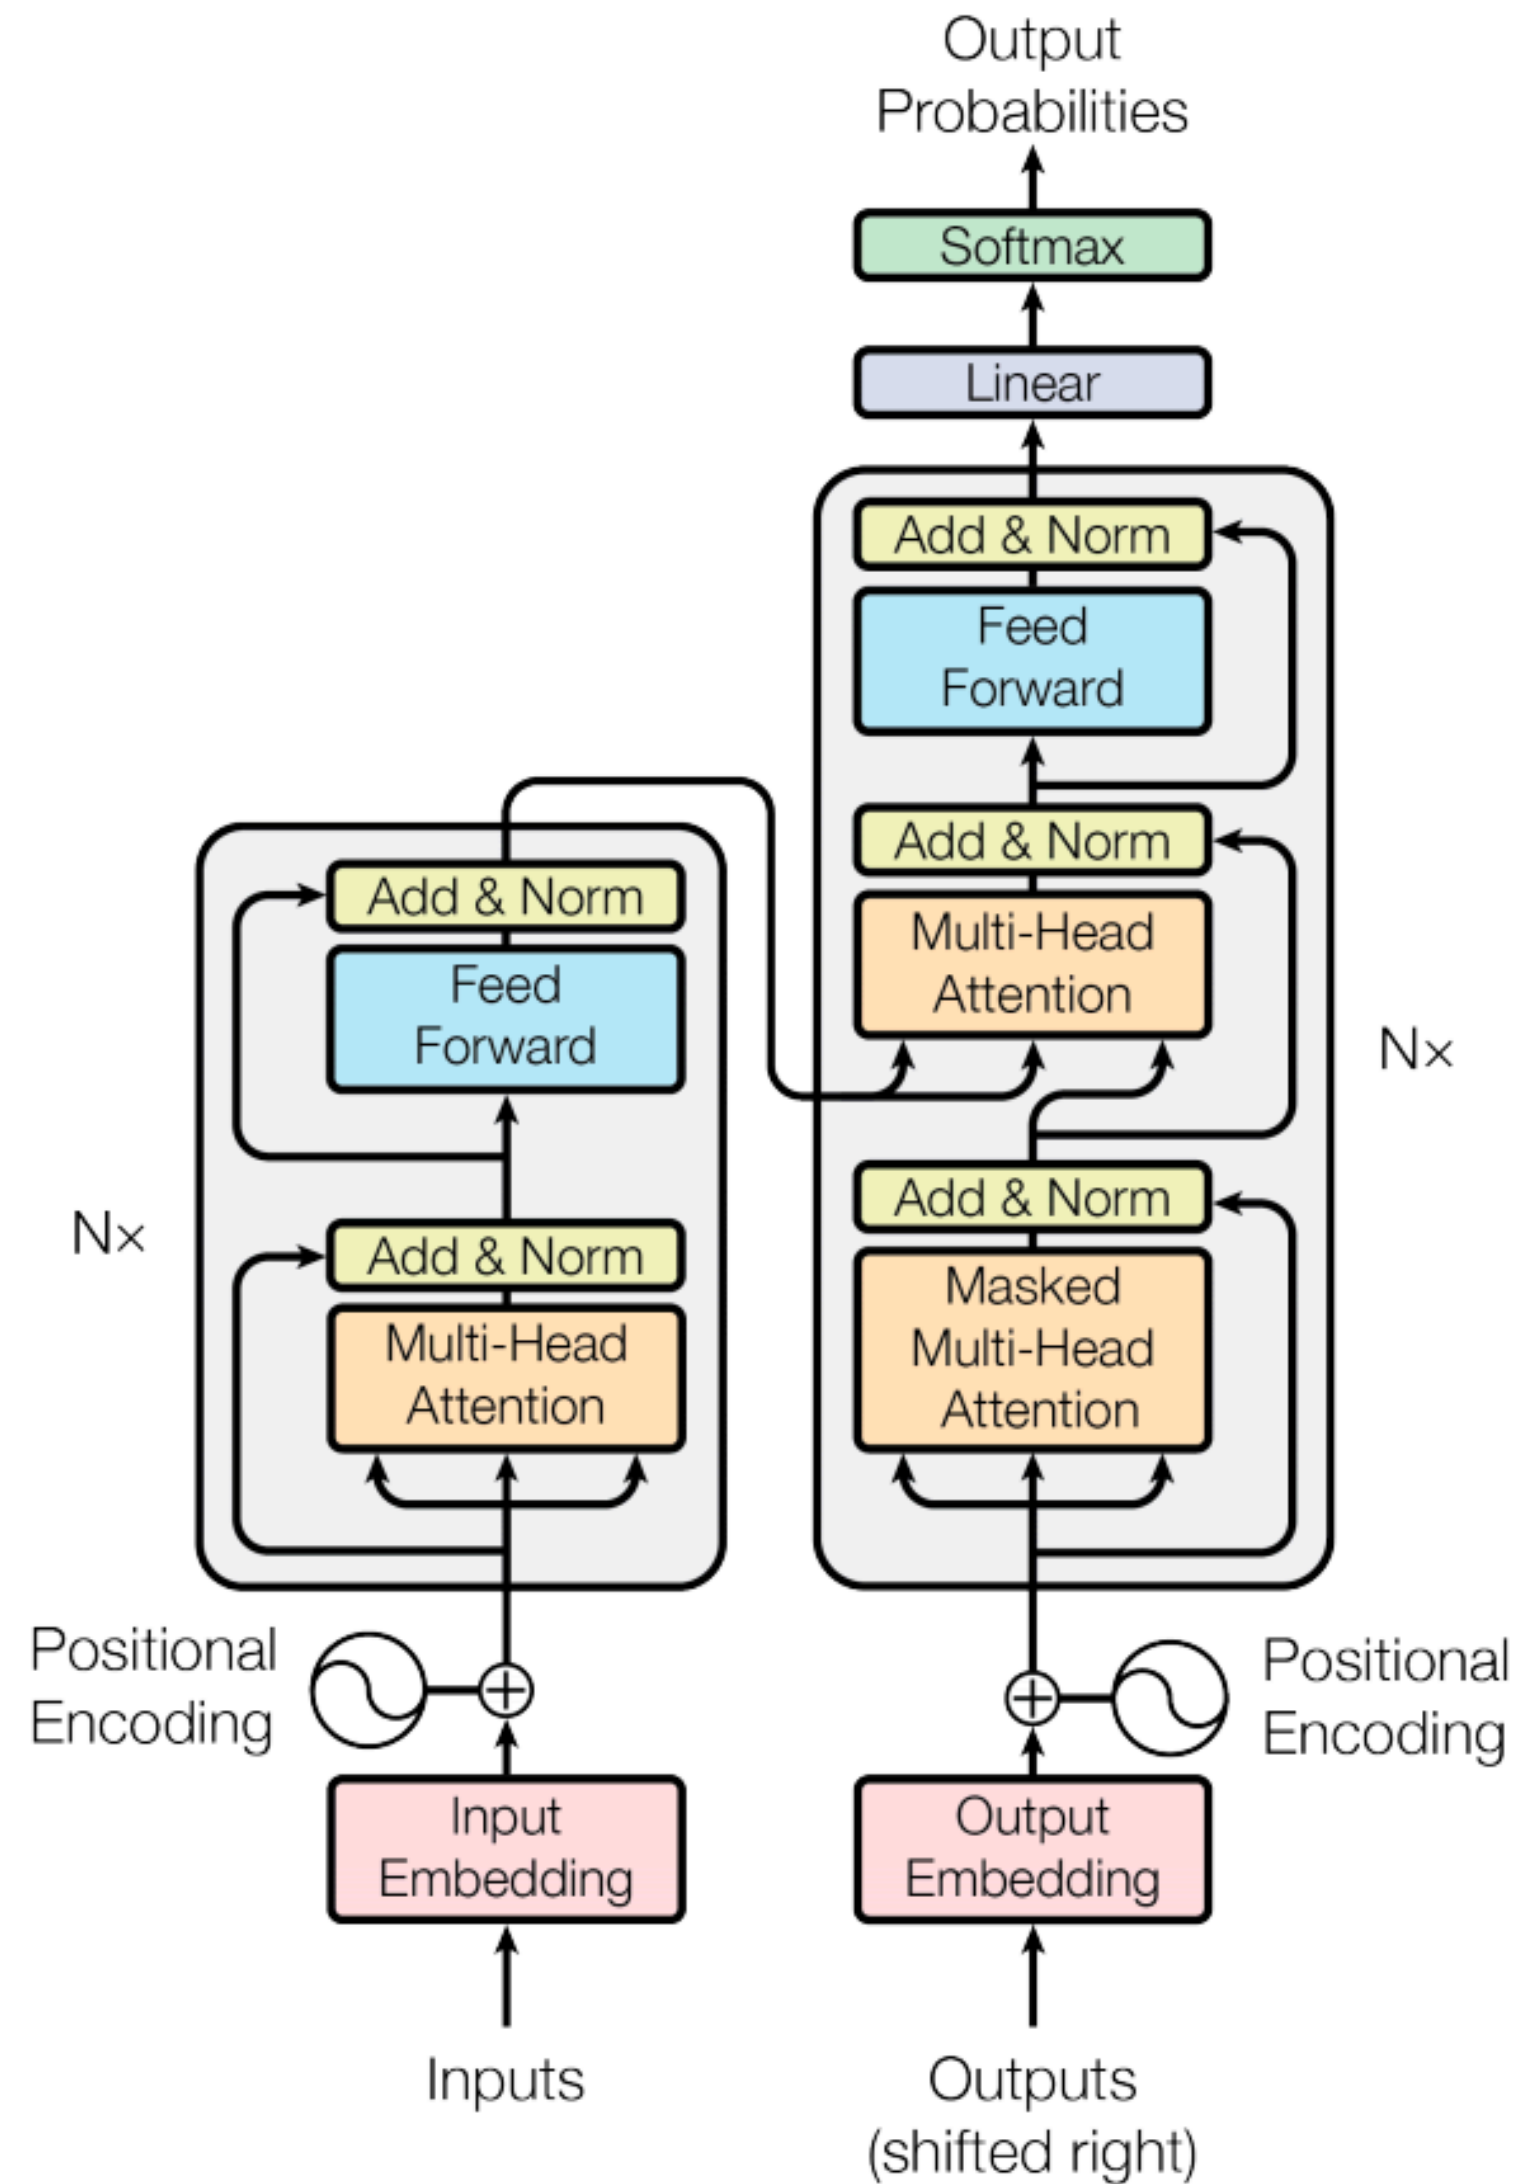 Output
Probabilities
Softmax
Linear
Add & Norm
Feed
Forward
Add & Norm
Multi-Head
Attention
Nx
Add & Norm
Masked
Multi-Head
Attention
Add & Norm
Feed
Forward
Nx
Add & Norm
Multi-Head
Attention
Positional
Encoding
Positional
Encoding
Input
Embedding
Output
Embedding
Inputs
Outputs
(shifted right)